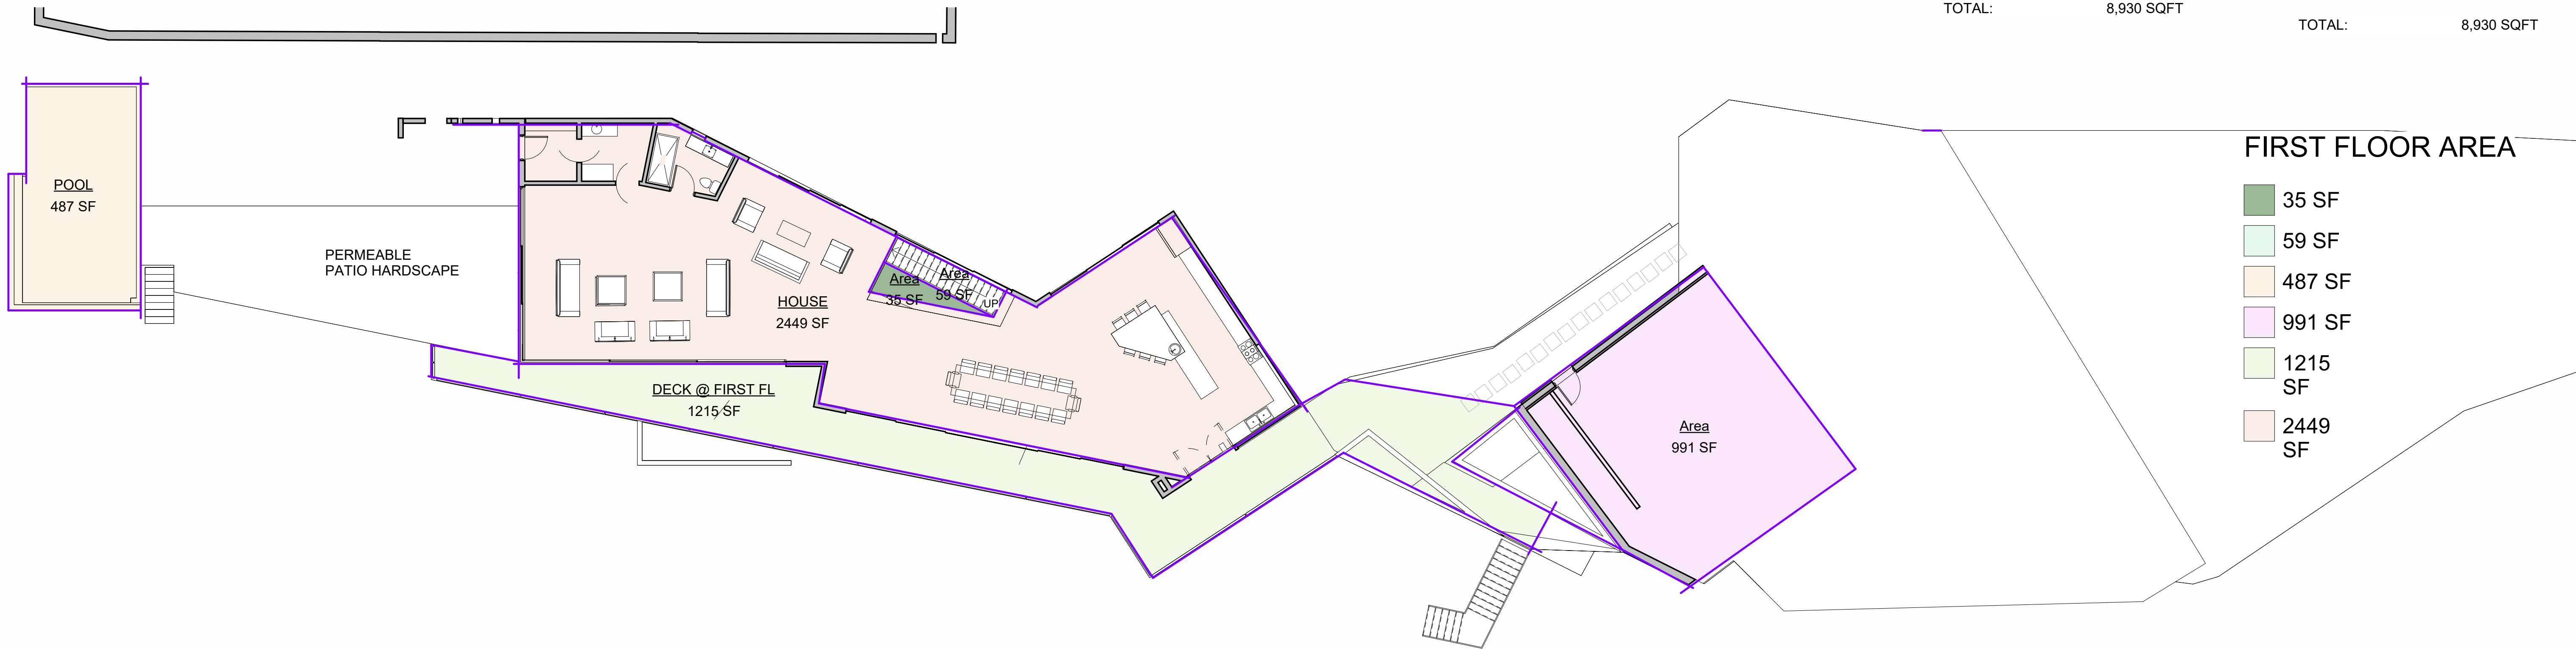 TOTAL: 8,930 SQFT
TOTAL: 8,930 SQFT
FIRST FLOOR AREA
35 SF
59 SF
487 SF
991 SF
1215
SF
2449
SF
POOL
487 SF
PERMEABLE
PATIO HARDSCAPE
HOUSE
2449 SF
Area
35 SF
Area
59 SF
UP
DECK @ FIRST FL
1215 SF
Area
991 SF